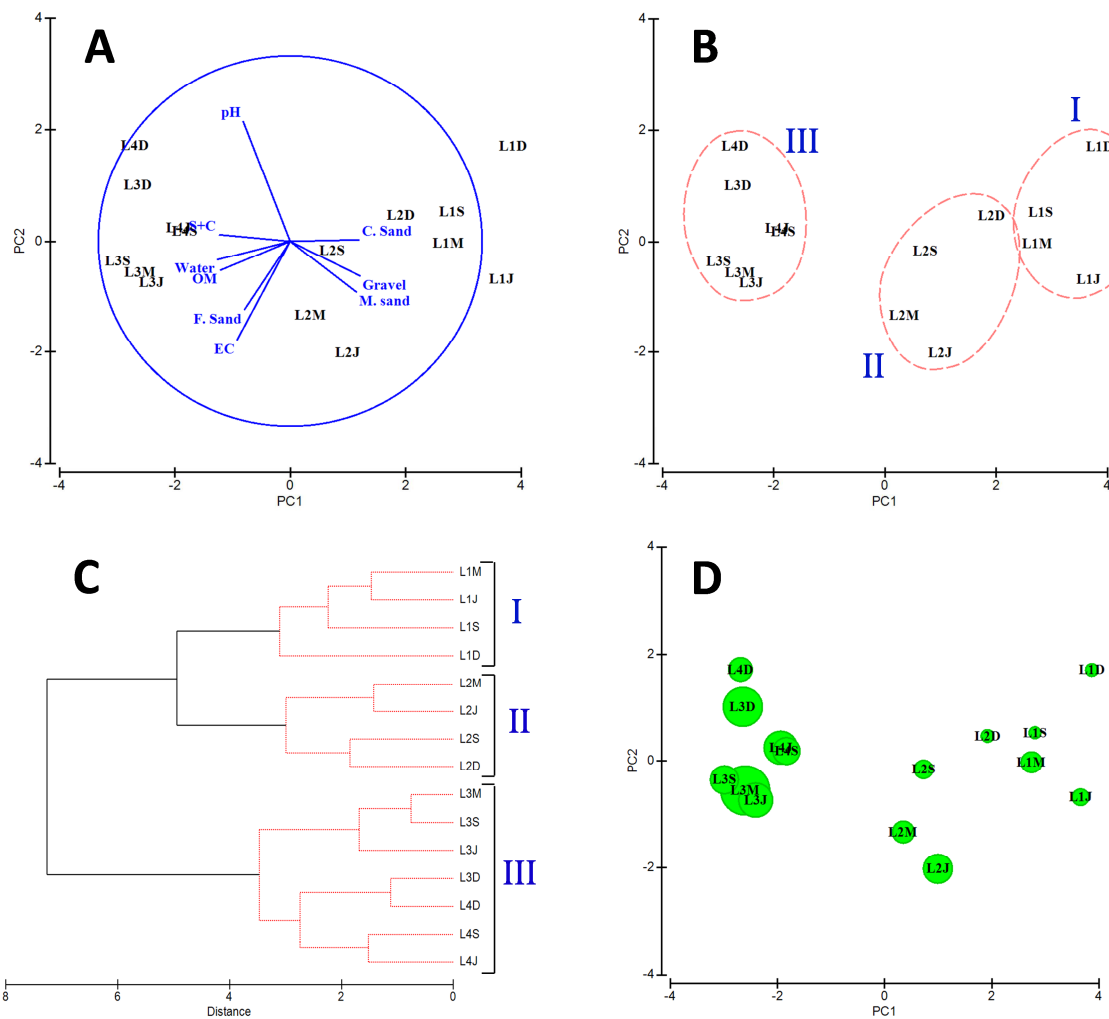 A
4
2
0
-2
-4
PC2
pH
L4D
L1D
L3D
L2D
L1S
L4J
S+C
L4S
C. Sand
L1M
L2S
L3S
Water
L3M
OM
L3J
Gravel
L1J
M. sand
F. Sand
L2M
EC
L2J
-4
-2
0
2
4
PC1
B
4
2
0
-2
-4
PC2
I
III
II
L4D
L1D
L3D
L2D
L1S
L4J
L4S
L1M
L2S
L3S
L3M
L3J
L1J
L2M
L2J
-4
-2
0
2
4
PC1
C
L1M
L1J
L1S
L1D
I
L2M
L2J
L2S
L2D
II
L3M
L3S
L3J
L3D
L4D
L4S
L4J
III
8
6
4
2
0
Distance
D
4
2
0
-2
-4
PC2
L4D
L1D
L3D
L2D
L1S
L4J
L4S
L1M
L2S
L3S
L3M
L3J
L1J
L2M
L2J
-4
-2
0
2
4
PC1